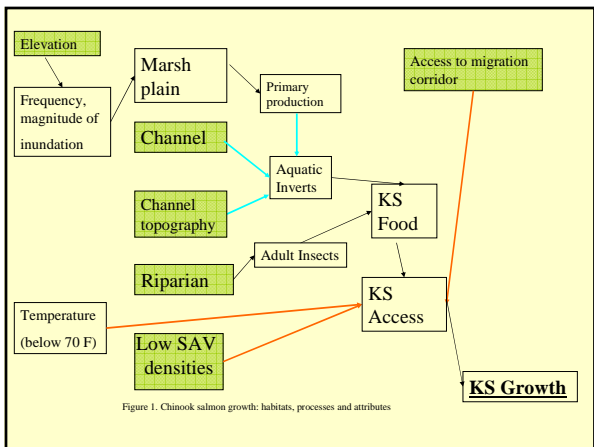 Elevation
Frequency,
magnitude of
inundation
Marsh
plain
Primary
production
Access to migration
corridor
Channel
Aquatic
Inverts
Channel
topography
KS
Food
Adult Insects
Riparian
KS
Access
Temperature
(below 70 F)
Low SAV
densities
KS Growth
Figure 1. Chinook salmon growth: habitats, processes and attributes